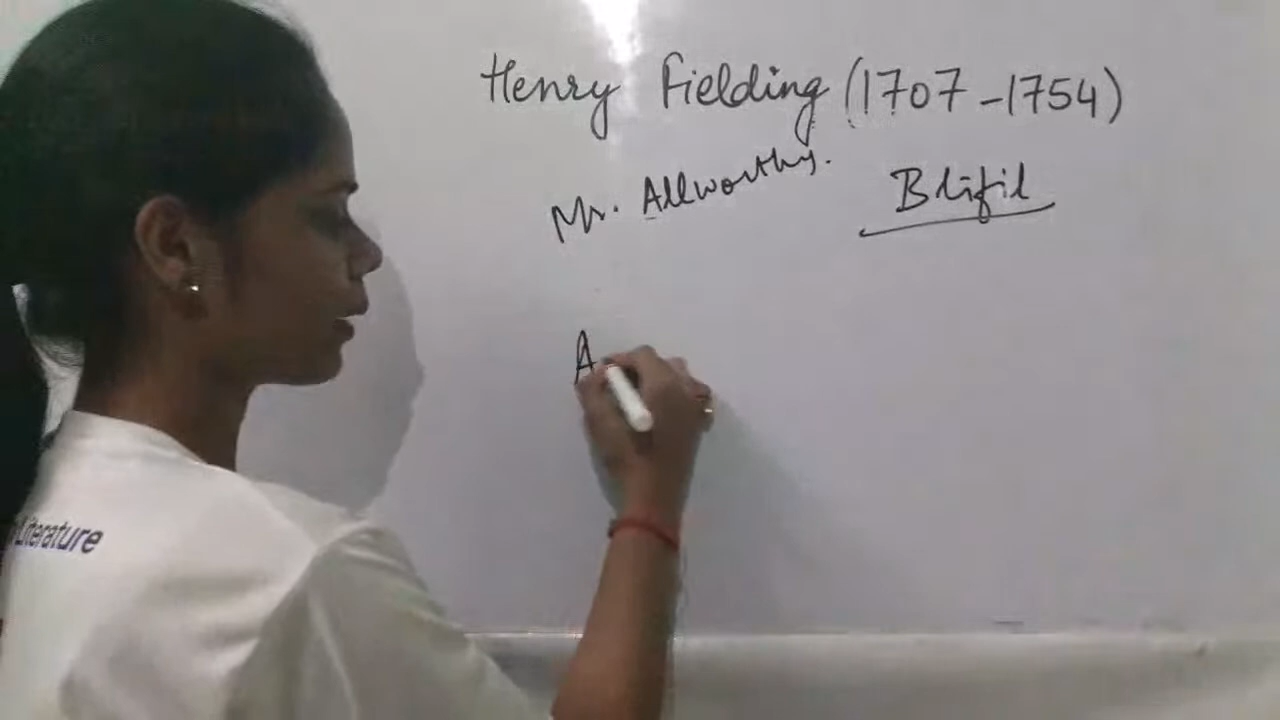 Henry Fielding (1707-1754)
Mr. Allworthy.
Blifil
A
Literature